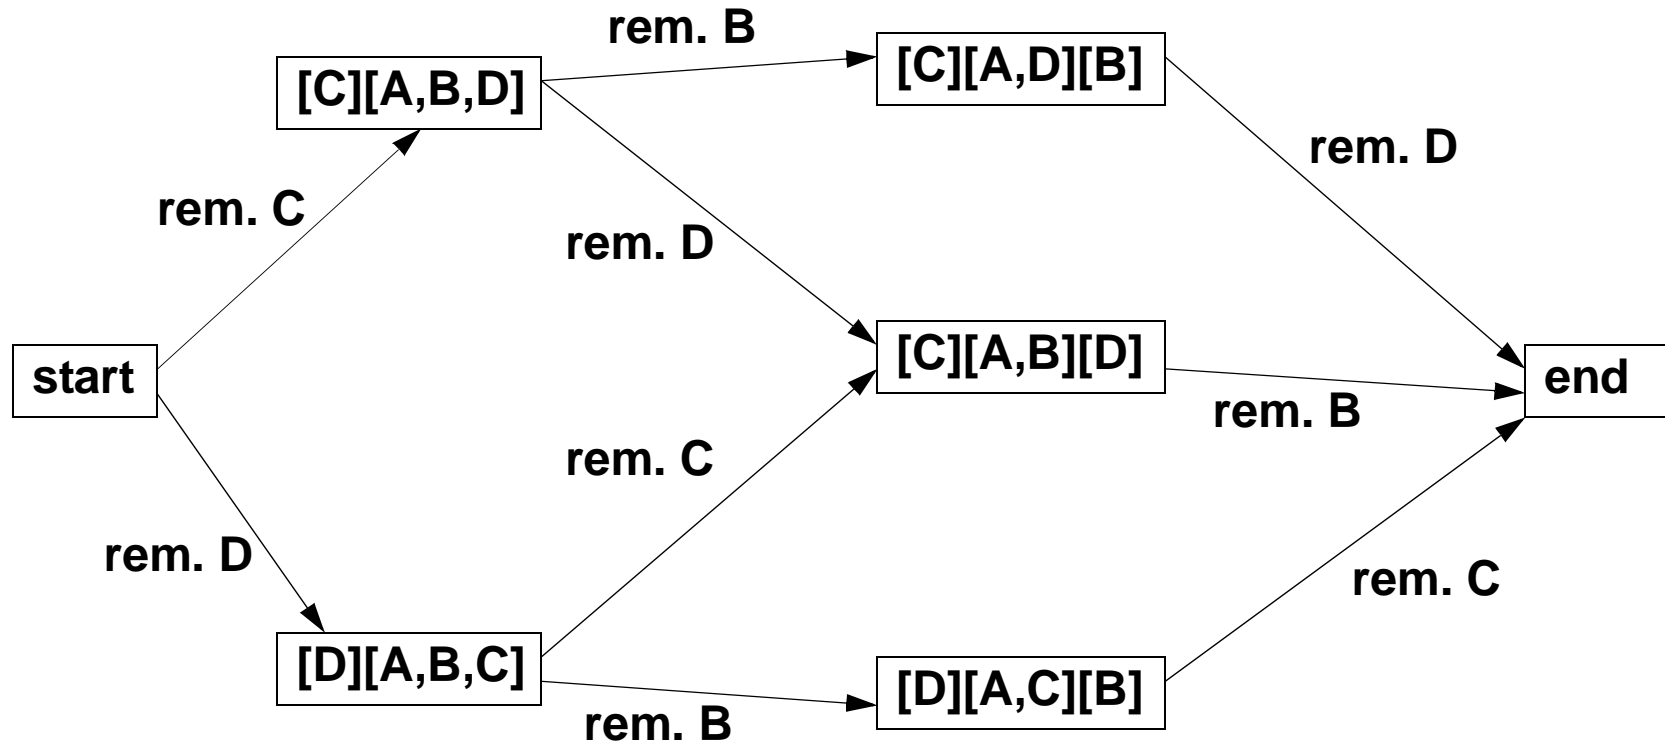 rem. B
[C][A,D][B]
[C][A,B,D]
rem. D
rem. C
rem. D
[C][A,B][D]
start
end
rem. B
rem. C
rem. D
rem. C
[D][A,B,C]
[D][A,C][B]
rem. B